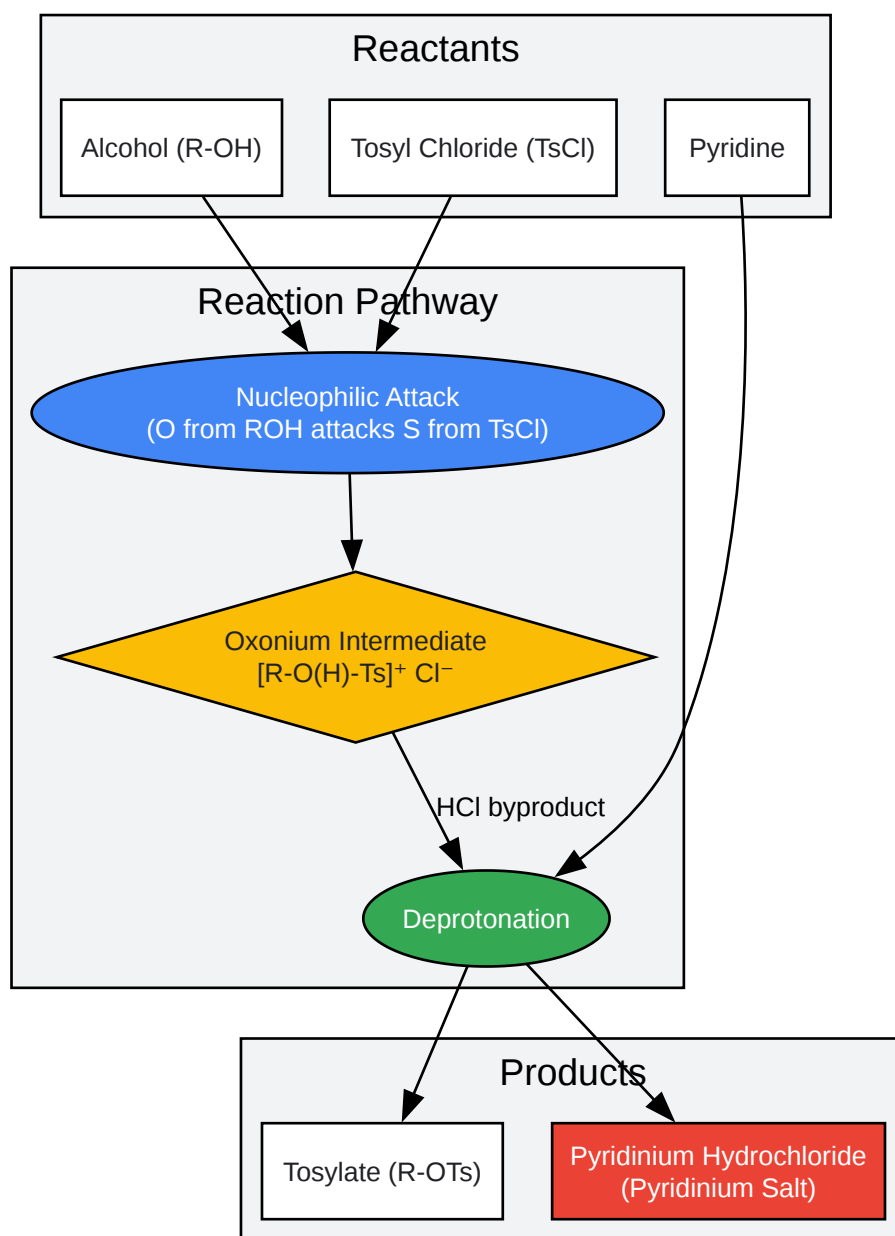 Reactants
Alcohol (R-OH)
Tosyl Chloride (TsCl)
Pyridine
Reaction Pathway
Nucleophilic Attack
(O from ROH attacks S from TsCl)
Oxonium Intermediate
[R-O(H)-Ts]⁺ Cl⁻
HCl byproduct
Deprotonation
Products
Tosylate (R-OTs)
Pyridinium Hydrochloride
(Pyridinium Salt)